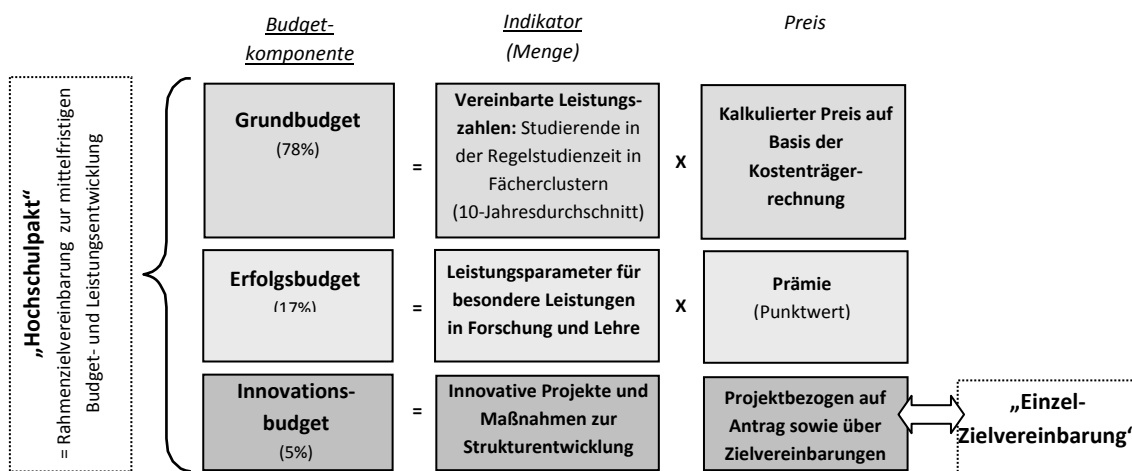 Budget-
komponente
Indikator
(Menge)
Preis
„Hochschulpakt“
= Rahmenzielvereinbarung zur mittelfristigen
Budget- und Leistungsentwicklung
Grundbudget
(78%)
=
Vereinbarte Leistungs-
zahlen: Studierende in
der Regelstudienzeit in
Fächerclustern
(10-Jahresdurchschnitt)
X
Kalkulierter Preis auf
Basis der
Kostenträger-
rechnung
Erfolgsbudget
(17%)
=
Leistungsparameter für
besondere Leistungen
in Forschung und Lehre
X
Prämie
(Punktwert)
Innovations-
budget
(5%)
=
Innovative Projekte und
Maßnahmen zur
Strukturentwicklung
Projektbezogen auf
Antrag sowie über
Zielvereinbarungen
„Einzel-
Zielvereinbarung“